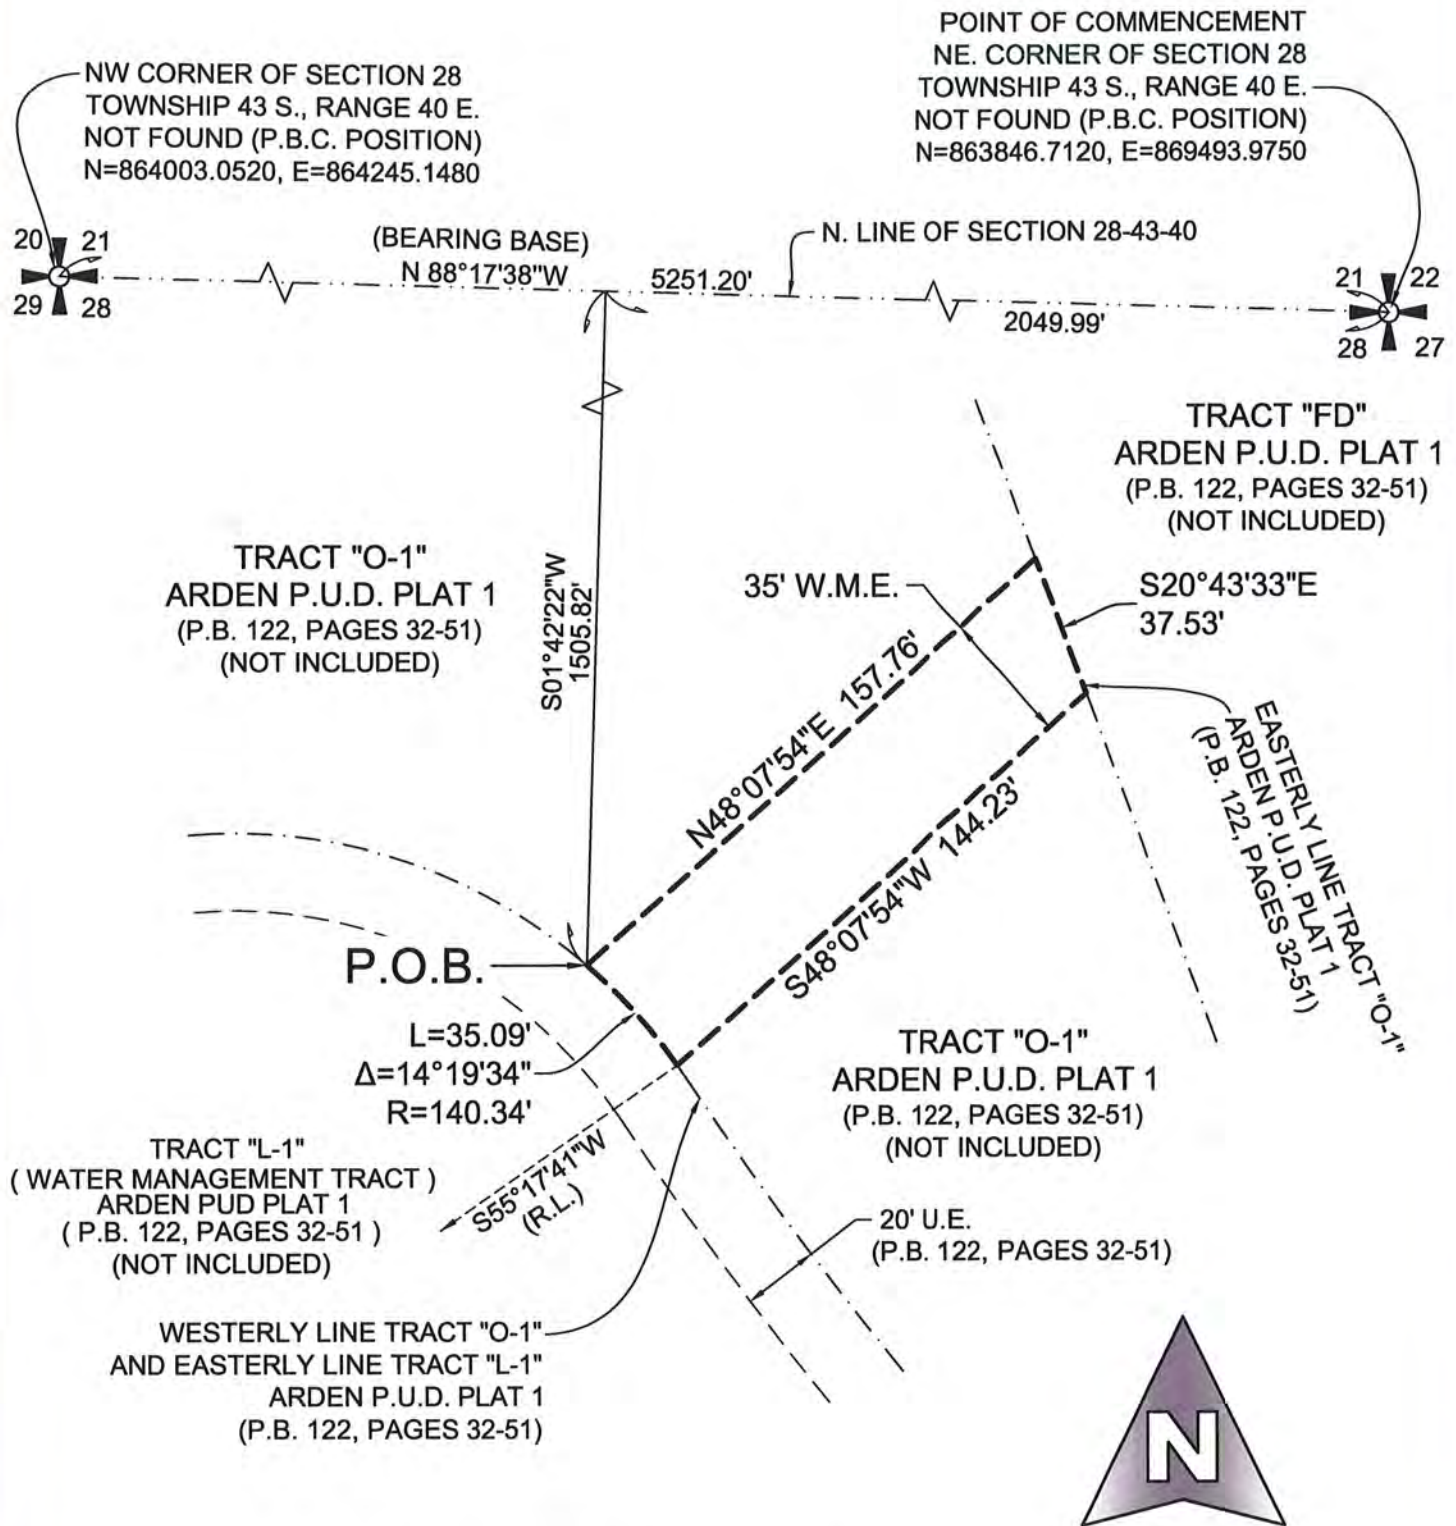 POINT OF COMMENCEMENT
NE. CORNER OF SECTION 28
TOWNSHIP 43 S., RANGE 40 E.
NOT FOUND (P.B.C. POSITION)
N=863846.7120, E=869493.9750
NW CORNER OF SECTION 28
TOWNSHIP 43 S., RANGE 40 E.
NOT FOUND (P.B.C. POSITION)
N=864003.0520, E=864245.1480
20 21
29 28
(BEARING BASE)
N 88°17'38"W
5251.20'
N. LINE OF SECTION 28-43-40
2049.99'
21 22
28 27
TRACT "FD"
ARDEN P.U.D. PLAT 1
(P.B. 122, PAGES 32-51)
(NOT INCLUDED)
TRACT "O-1"
ARDEN P.U.D. PLAT 1
(P.B. 122, PAGES 32-51)
(NOT INCLUDED)
S01°42'22"W
1505.82'
35' W.M.E.
S20°43'33"E
37.53'
N48°07'54"E 157.76'
S48°07'54"W 144.23'
EASTERLY LINE TRACT "O-1"
ARDEN P.U.D. PLAT 1
(P.B. 122, PAGES 32-51)
P.O.B.
L=35.09'
Δ=14°19'34"
R=140.34'
TRACT "O-1"
ARDEN P.U.D. PLAT 1
(P.B. 122, PAGES 32-51)
(NOT INCLUDED)
TRACT "L-1"
( WATER MANAGEMENT TRACT )
ARDEN PUD PLAT 1
( P.B. 122, PAGES 32-51 )
(NOT INCLUDED)
S55°17'41"W
(R.L.)
20' U.E.
(P.B. 122, PAGES 32-51)
WESTERLY LINE TRACT "O-1"
AND EASTERLY LINE TRACT "L-1"
ARDEN P.U.D. PLAT 1
(P.B. 122, PAGES 32-51)
N